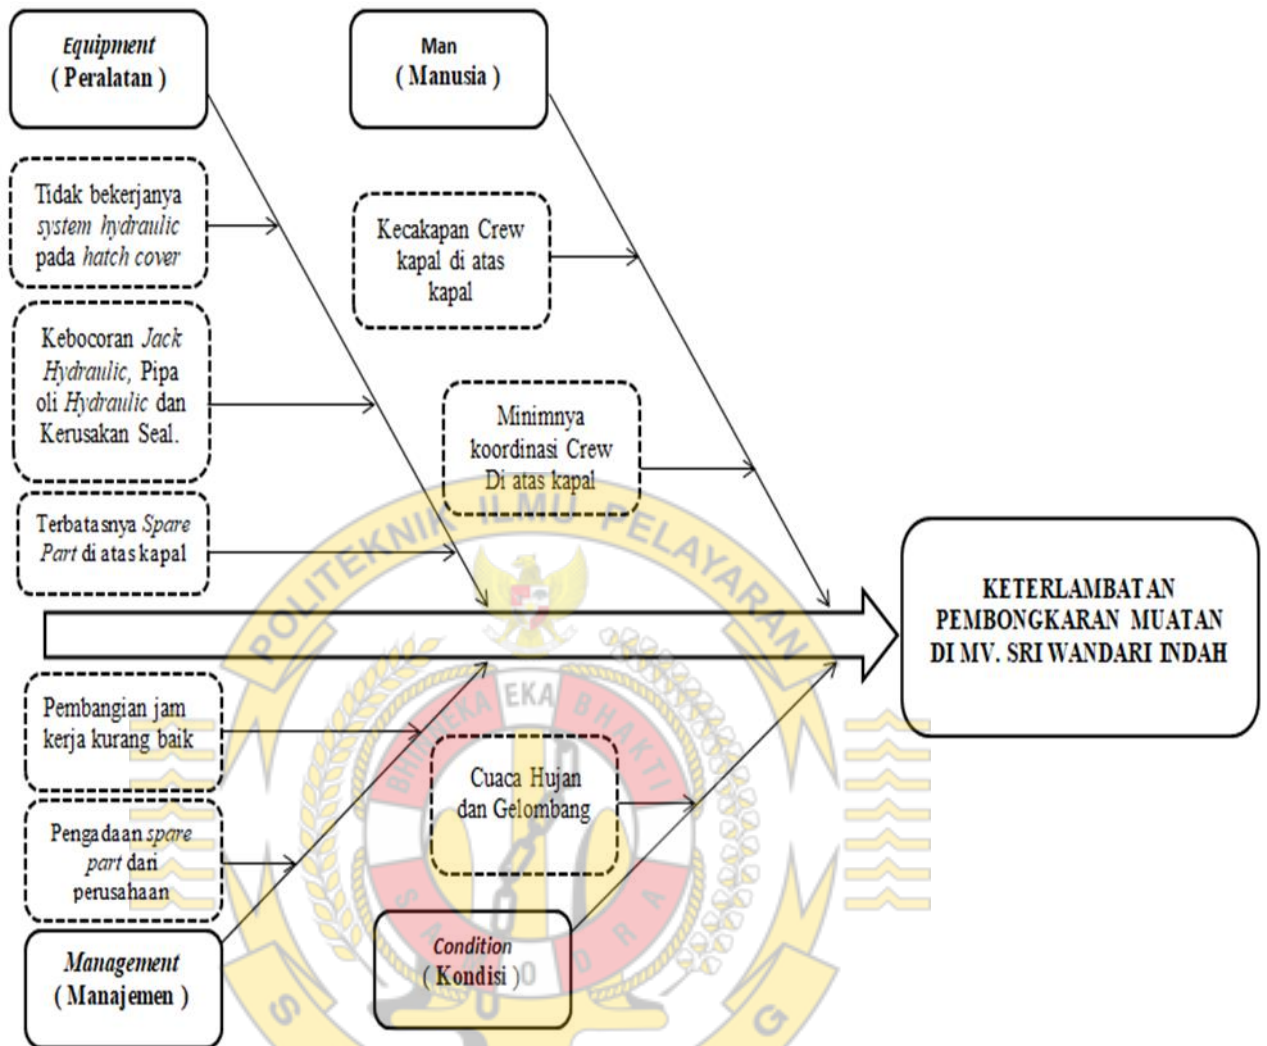 Equipment
( Peralatan )
Man
( Manusia )
Tidak bekerjanya
system hydraulic
pada hatch cover
Kecakapan Crew
kapal di atas
kapal
Kebocoran Jack
Hydraulic, Pipa
oli Hydraulic dan
Kerusakan Seal.
Minimnya
koordinasi Crew
Di atas kapal
Terbatasnya Spare
Part di atas kapal
KETERLAMBATAN
PEMBONGKARAN MUATAN
DI MV. SRI WANDARI INDAH
Pembangian jam
kerja kurang baik
Cuaca Hujan
dan Gelombang
Pengadaan spare
part dari
perusahaan
Management
( Manajemen )
Condition
( Kondisi )
POLITEKNIK ILMU PELAYARAN
BHINNEKA EKA BHAKTI
S A M O D R A
S
G